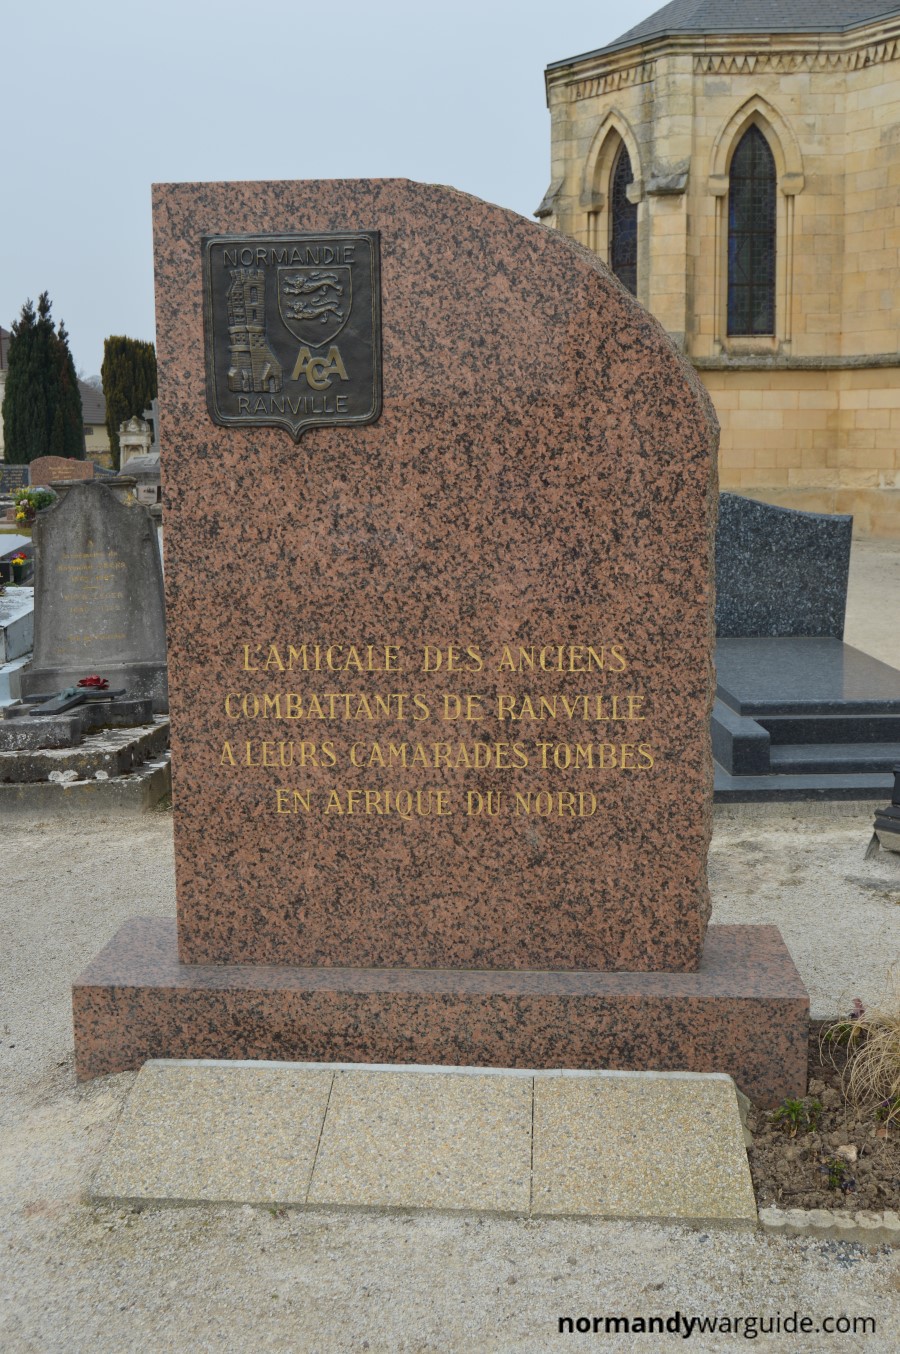 NORMANDIE
ACA
RANVILLE
L'AMICALE DES ANCIENS
COMBATTANTS DE RANVILLE
A LEURS CAMARADES TOMBES
EN AFRIQUE DU NORD
normandywarguide.com